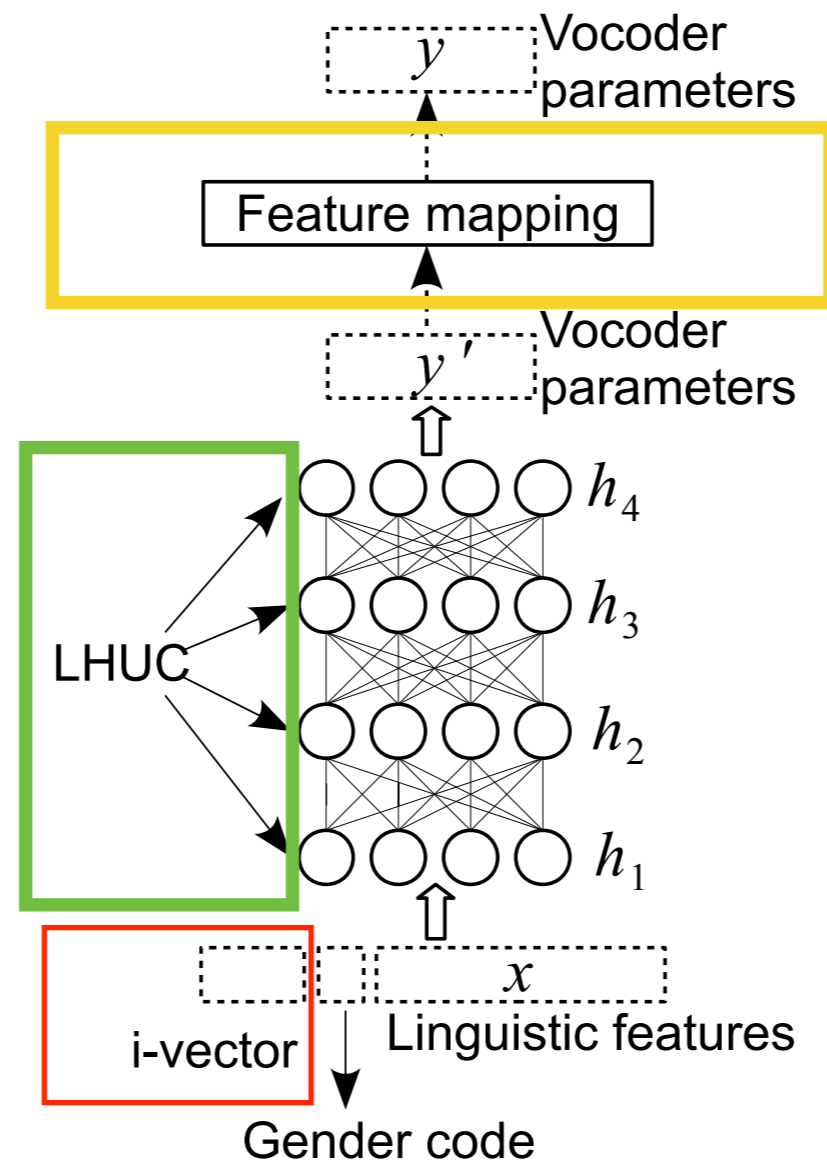 y
Vocoder
parameters
Feature mapping
y'
Vocoder
parameters
h4
h3
LHUC
h2
h1
x
i-vector
Linguistic features
Gender code